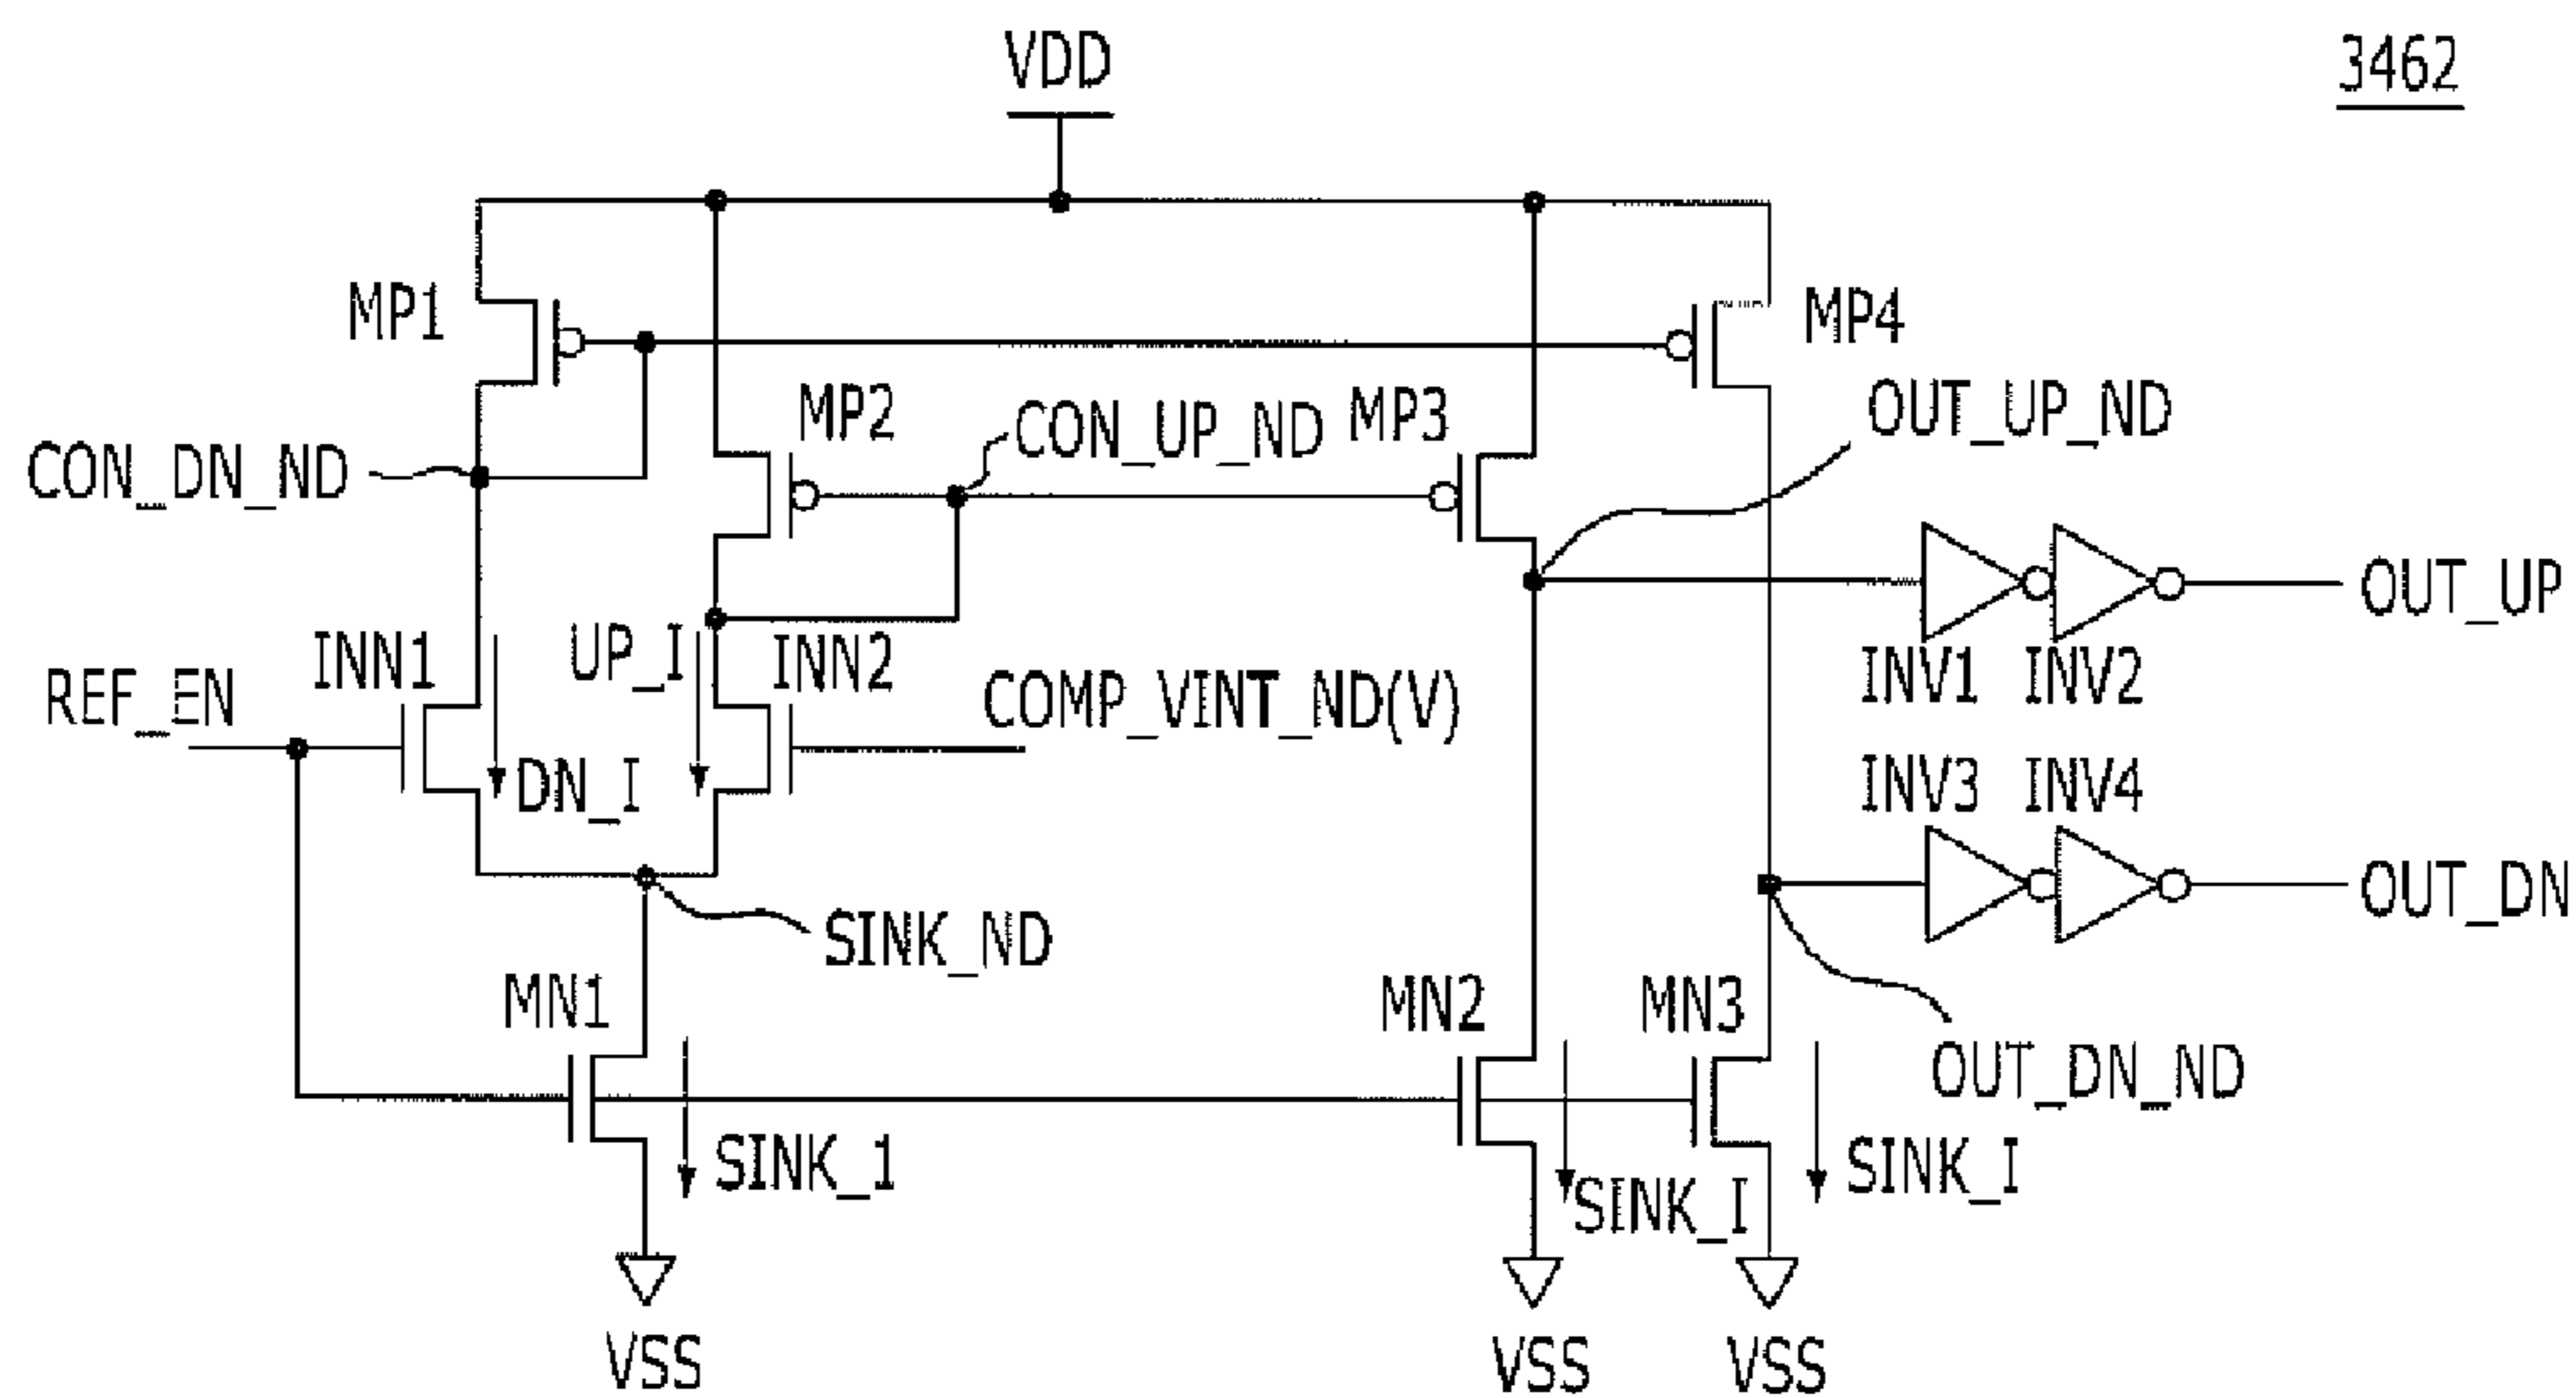 VDD
3462
MP1
MP4
MP2
CON_UP_ND
MP3
OUT_UP_ND
CON_DN_ND
OUT_UP
INN1
UP_I
INN2
INV1
INV2
REF_EN
COMP_VINT_ND(V)
DN_I
INV3
INV4
OUT_DN
SINK_ND
MN1
MN2
MN3
OUT_DN_ND
SINK_1
SINK_I
SINK_I
VSS
VSS
VSS